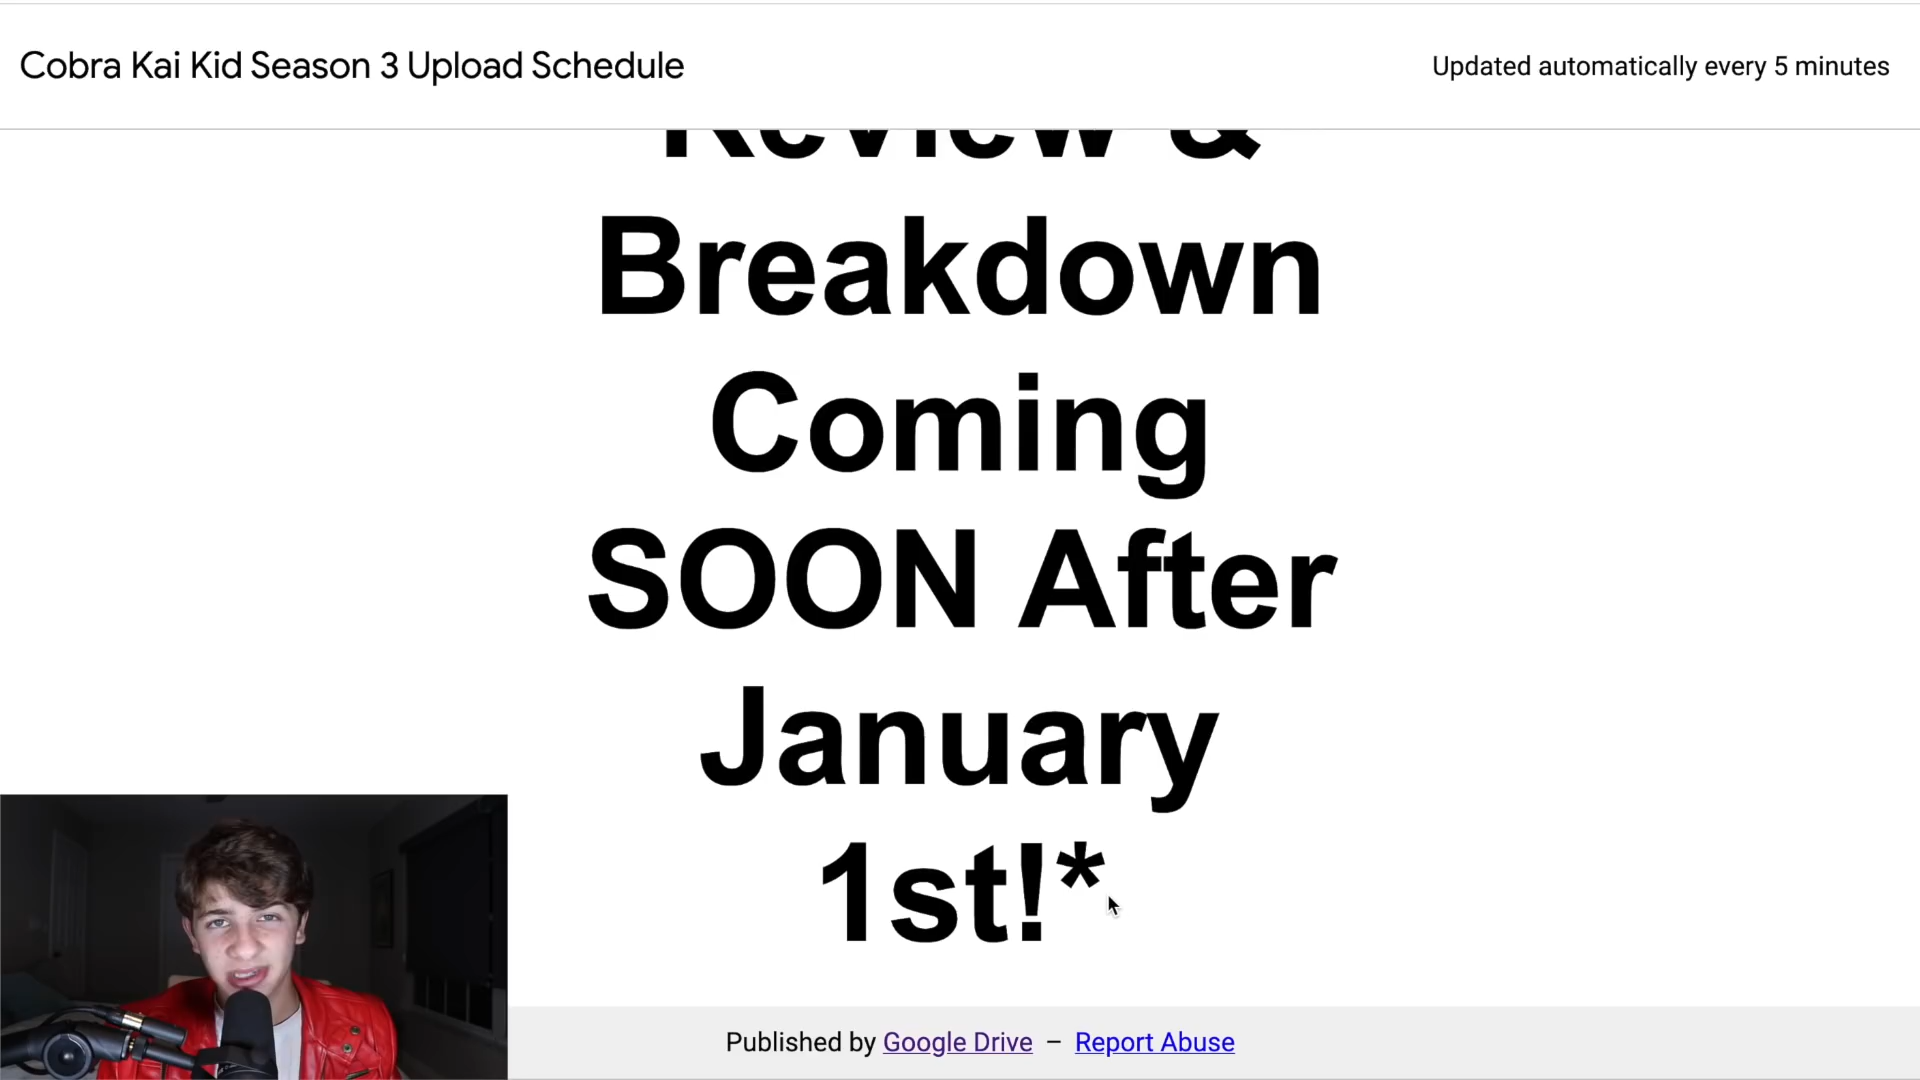 Cobra Kai Kid Season 3 Upload Schedule
Updated automatically every 5 minutes
Review &
Breakdown
Coming
SOON After
January
1st!*
Published by Google Drive – Report Abuse